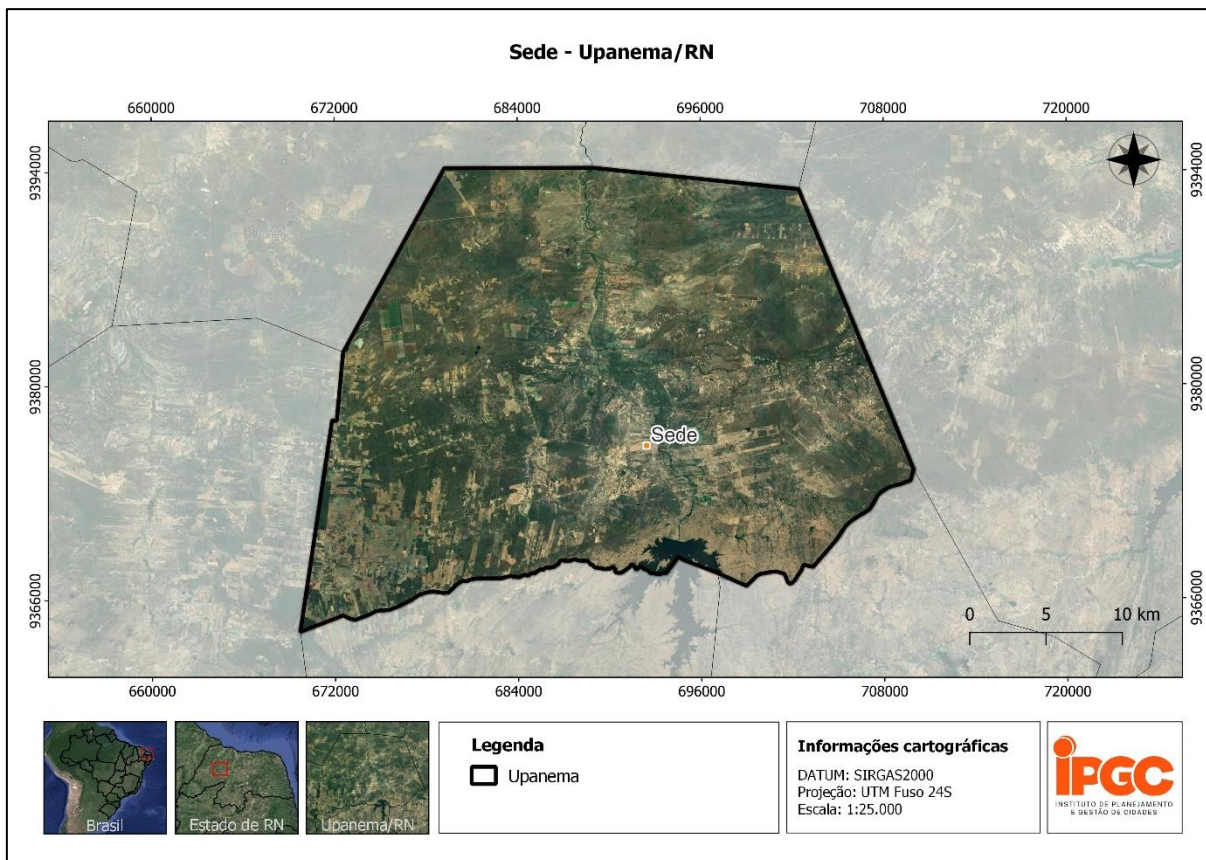 Sede - Upanema/RN
660000 672000 684000 696000 708000 720000
9394000 9394000
9380000 9380000
Sede
9366000 9366000
0 5 10 km
660000 672000 684000 696000 708000 720000
Brasil
Estado de RN
Upanema/RN
Legenda
Upanema
Informações cartográficas
DATUM: SIRGAS2000
Projeção: UTM Fuso 24S
Escala: 1:25.000
iPGC
INSTITUTO DE PLANEJAMENTO
E GESTÃO DE CIDADES